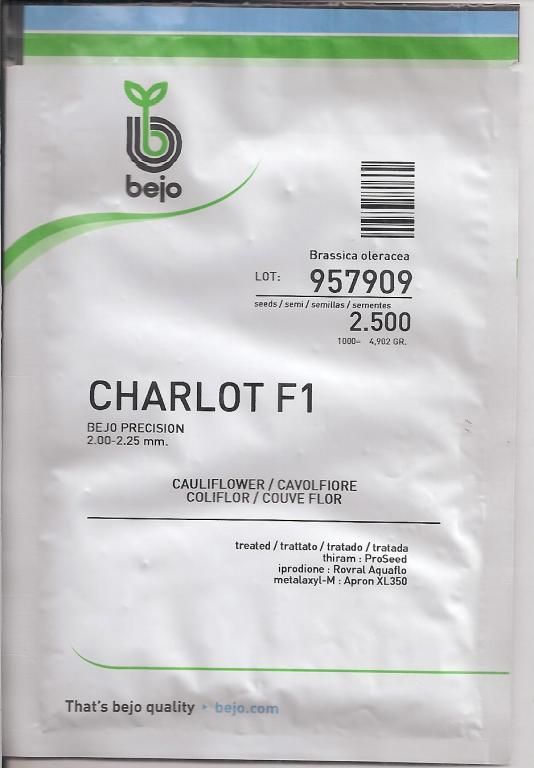 bejo
Brassica oleracea
LOT: 957909
seeds / semi / semillas / sementes
2.500
1000= 4,902 GR.
CHARLOT F1
BEJO PRECISION
2.00-2.25 mm.
CAULIFLOWER / CAVOLFIORE
COLIFLOR / COUVE FLOR
treated / trattato / tratado / tratada
thiram : ProSeed
iprodione : Rovral Aquaflo
metalaxyl-M : Apron XL350
That's bejo quality ▸ bejo.com